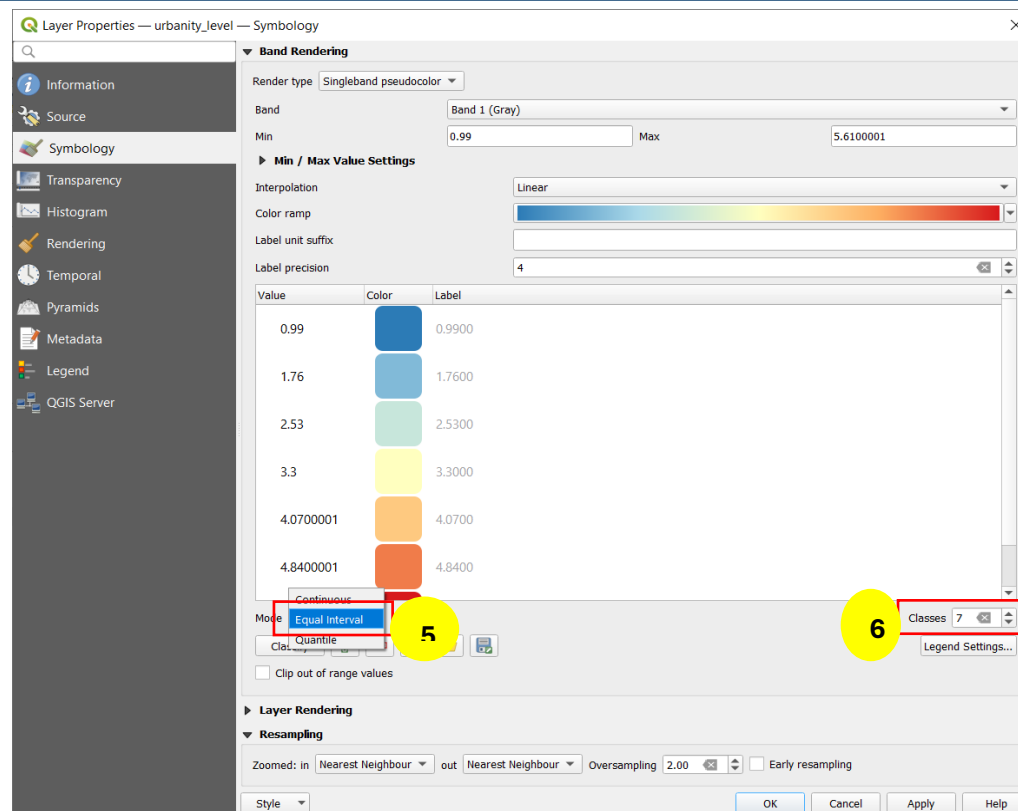 Layer Properties — urbanity_level — Symbology
Information
Source
Symbology
Transparency
Histogram
Rendering
Temporal
Pyramids
Metadata
Legend
QGIS Server
Band Rendering
Render type Singleband pseudocolor
Band Band 1 (Gray)
Min 0.99 Max 5.6100001
Min / Max Value Settings
Interpolation Linear
Color ramp
Label unit suffix
Label precision 4
Value Color Label
0.99 0.9900
1.76 1.7600
2.53 2.5300
3.3 3.3000
4.0700001 4.0700
4.8400001 4.8400
Continuous
Mode Equal Interval 5 6 Classes 7
Quantile
Legend Settings...
Clip out of range values
Layer Rendering
Resampling
Zoomed: in Nearest Neighbour out Nearest Neighbour Oversampling 2.00 Early resampling
Style OK Cancel Apply Help